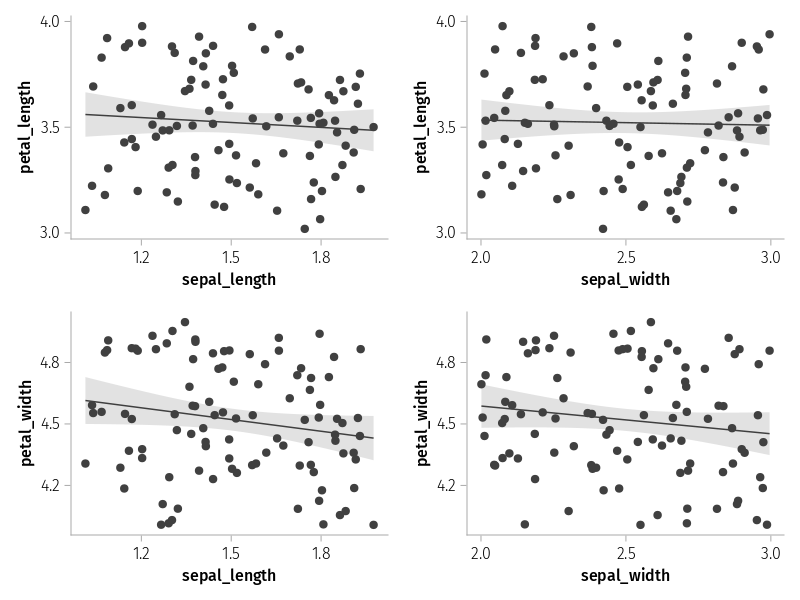 4.0
3.5
3.0
petal_length
1.2 1.5 1.8
sepal_length
4.0
3.5
3.0
petal_length
2.0 2.5 3.0
sepal_width
4.8
4.5
4.2
petal_width
1.2 1.5 1.8
sepal_length
4.8
4.5
4.2
petal_width
2.0 2.5 3.0
sepal_width